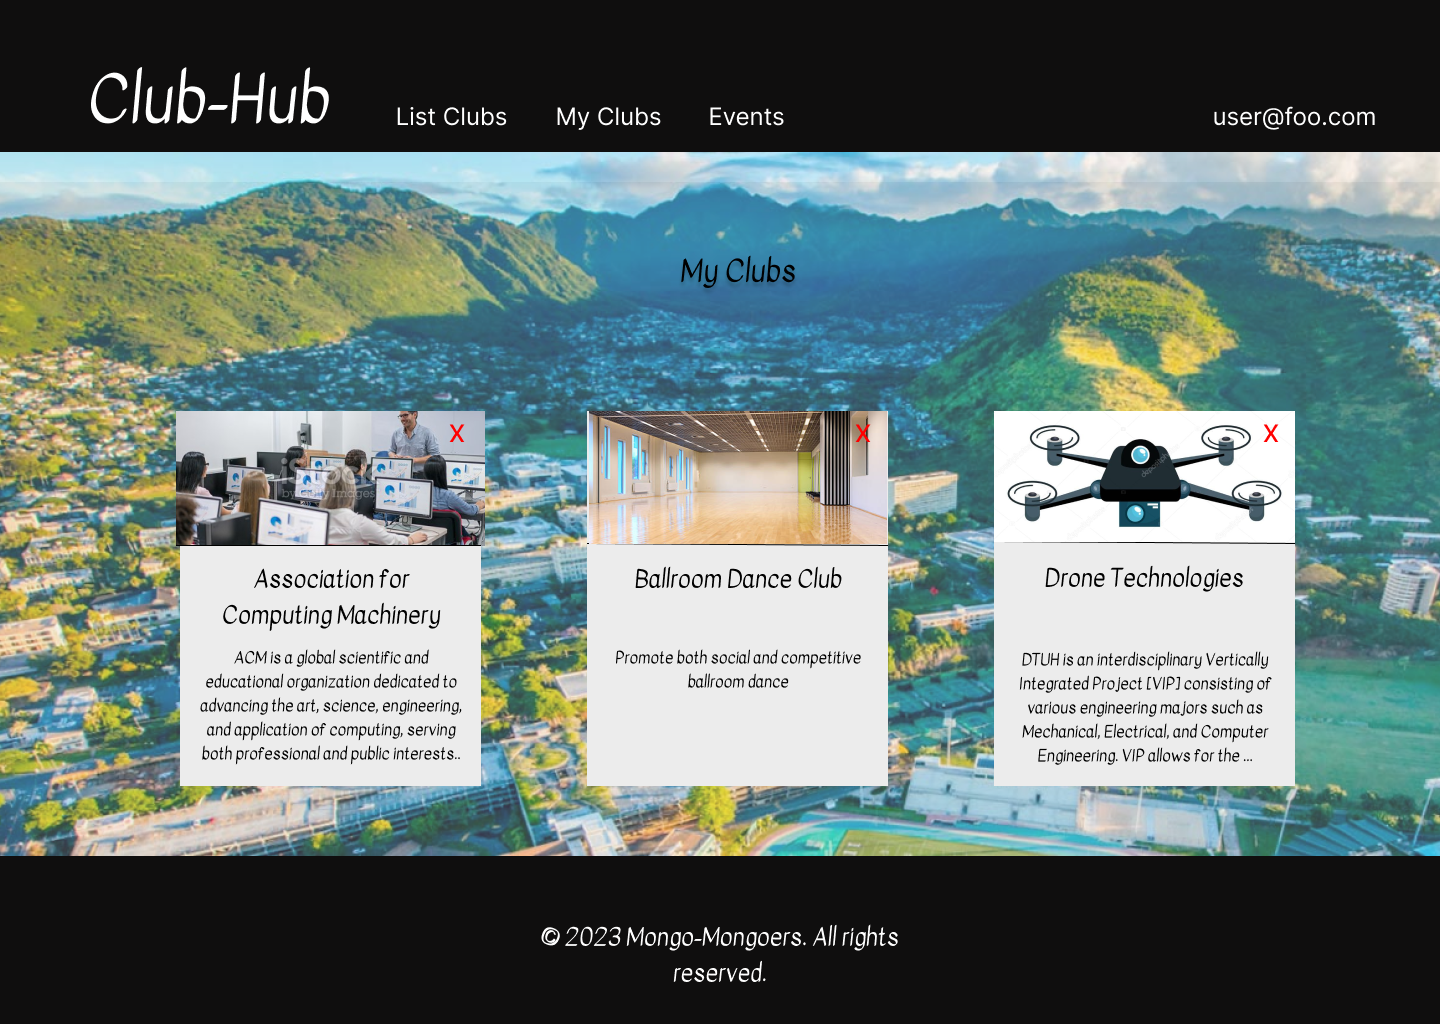 Club-Hub
List Clubs
My Clubs
Events
user@foo.com
My Clubs
X
Association for
Computing Machinery
ACM is a global scientific and
educational organization dedicated to
advancing the art, science, engineering,
and application of computing, serving
both professional and public interests..
X
Ballroom Dance Club
Promote both social and competitive
ballroom dance
X
Drone Technologies
DTUH is an interdisciplinary Vertically
Integrated Project [VIP] consisting of
various engineering majors such as
Mechanical, Electrical, and Computer
Engineering. VIP allows for the ...
© 2023 Mongo-Mongoers. All rights
reserved.